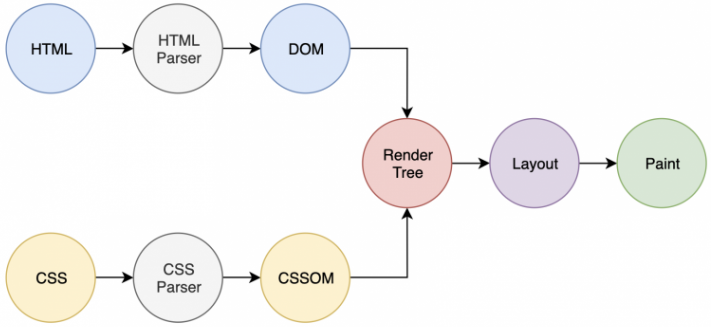 HTML
HTML
Parser
DOM
Render
Tree
Layout
Paint
CSS
CSS
Parser
CSSOM